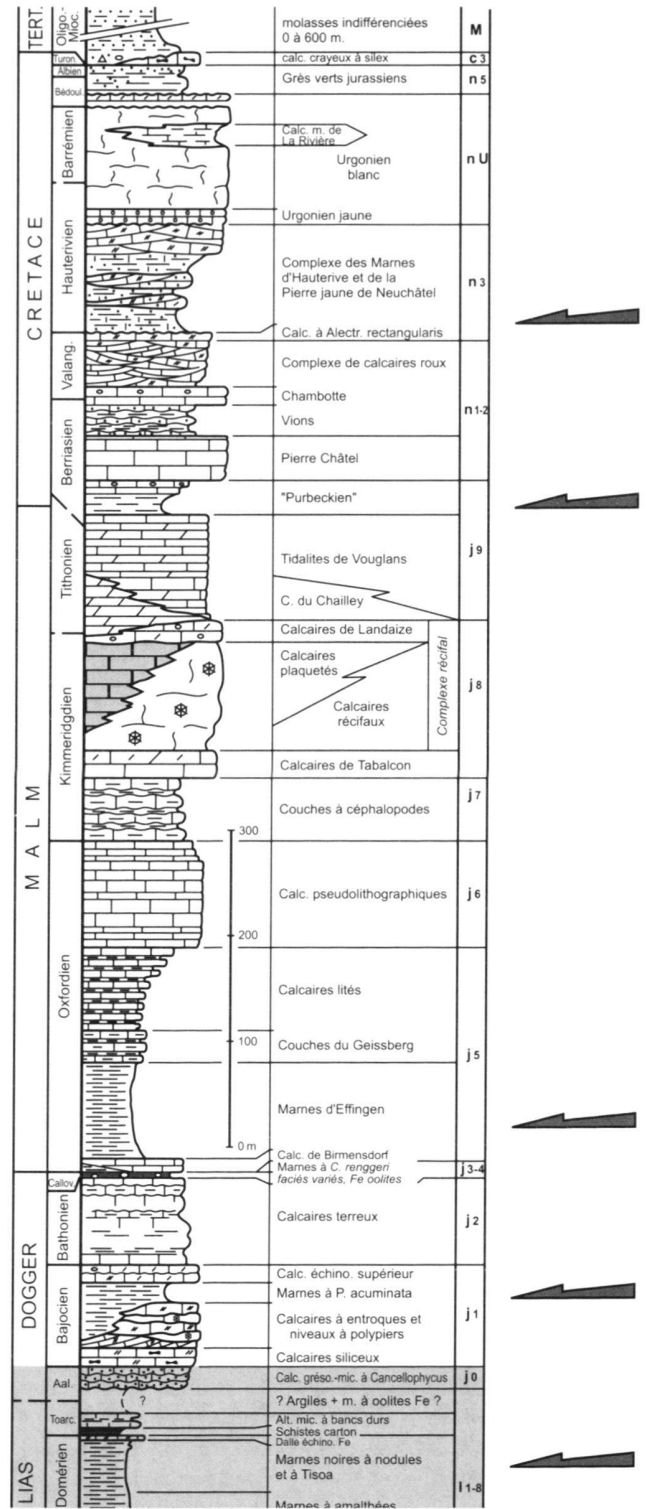 TERT.
Oligo.-
Mioc.
molasses indifférenciées
0 à 600 m.
M
CRETACE
Turon.
calc. crayeux à silex
c 3
Albien
Grès verts jurassiens
n 5
Bédoul.
Barrémien
Calc. m. de
La Rivière
Urgonien
blanc
n U
Urgonien jaune
Hauterivien
Complexe des Marnes
d'Hauterive et de la
Pierre jaune de Neuchâtel
n 3
Calc. à Alectr. rectangularis
Valang.
Complexe de calcaires roux
Chambotte
n 1-2
Vions
Berriasien
Pierre Châtel
"Purbeckien"
MALM
Tithonien
Tidalites de Vouglans
j 9
C. du Chailley
Calcaires de Landaize
Kimmeridgdien
Calcaires
plaquetés
Calcaires
récifaux
Complexe récifal
j 8
Calcaires de Tabalcon
j 7
Couches à céphalopodes
300
Oxfordien
Calc. pseudolithographiques
j 6
200
Calcaires lités
100
Couches du Geissberg
j 5
Marnes d'Effingen
0 m
Calc. de Birmensdorf
Marnes à C. renggeri
j 3-4
faciès variés, Fe oolites
DOGGER
Callov.
Bathonien
Calcaires terreux
j 2
Calc. échino. supérieur
Bajocien
Marnes à P. acuminata
j 1
Calcaires à entroques et
niveaux à polypiers
Calcaires siliceux
Aal.
Calc. gréso.-mic. à Cancellophycus
j 0
?
? Argiles + m. à oolites Fe ?
LIAS
Toarc.
Alt. mic. à bancs durs
Schistes carton
Dalle échino. Fe
Domérien
Marnes noires à nodules
et à Tisoa
l 1-8
Marnes à amalthées